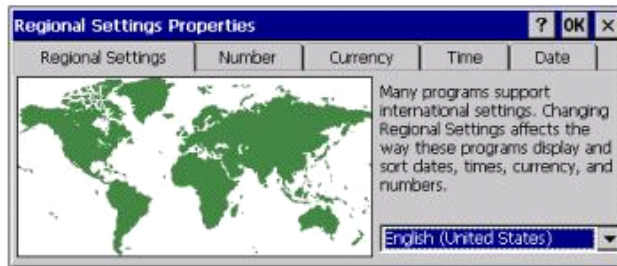 Regional Settings Properties ? OK ×
Regional Settings Number Currency Time Date
Many programs support
international settings. Changing
Regional Settings affects the
way these programs display and
sort dates, times, currency, and
numbers.
English (United States)